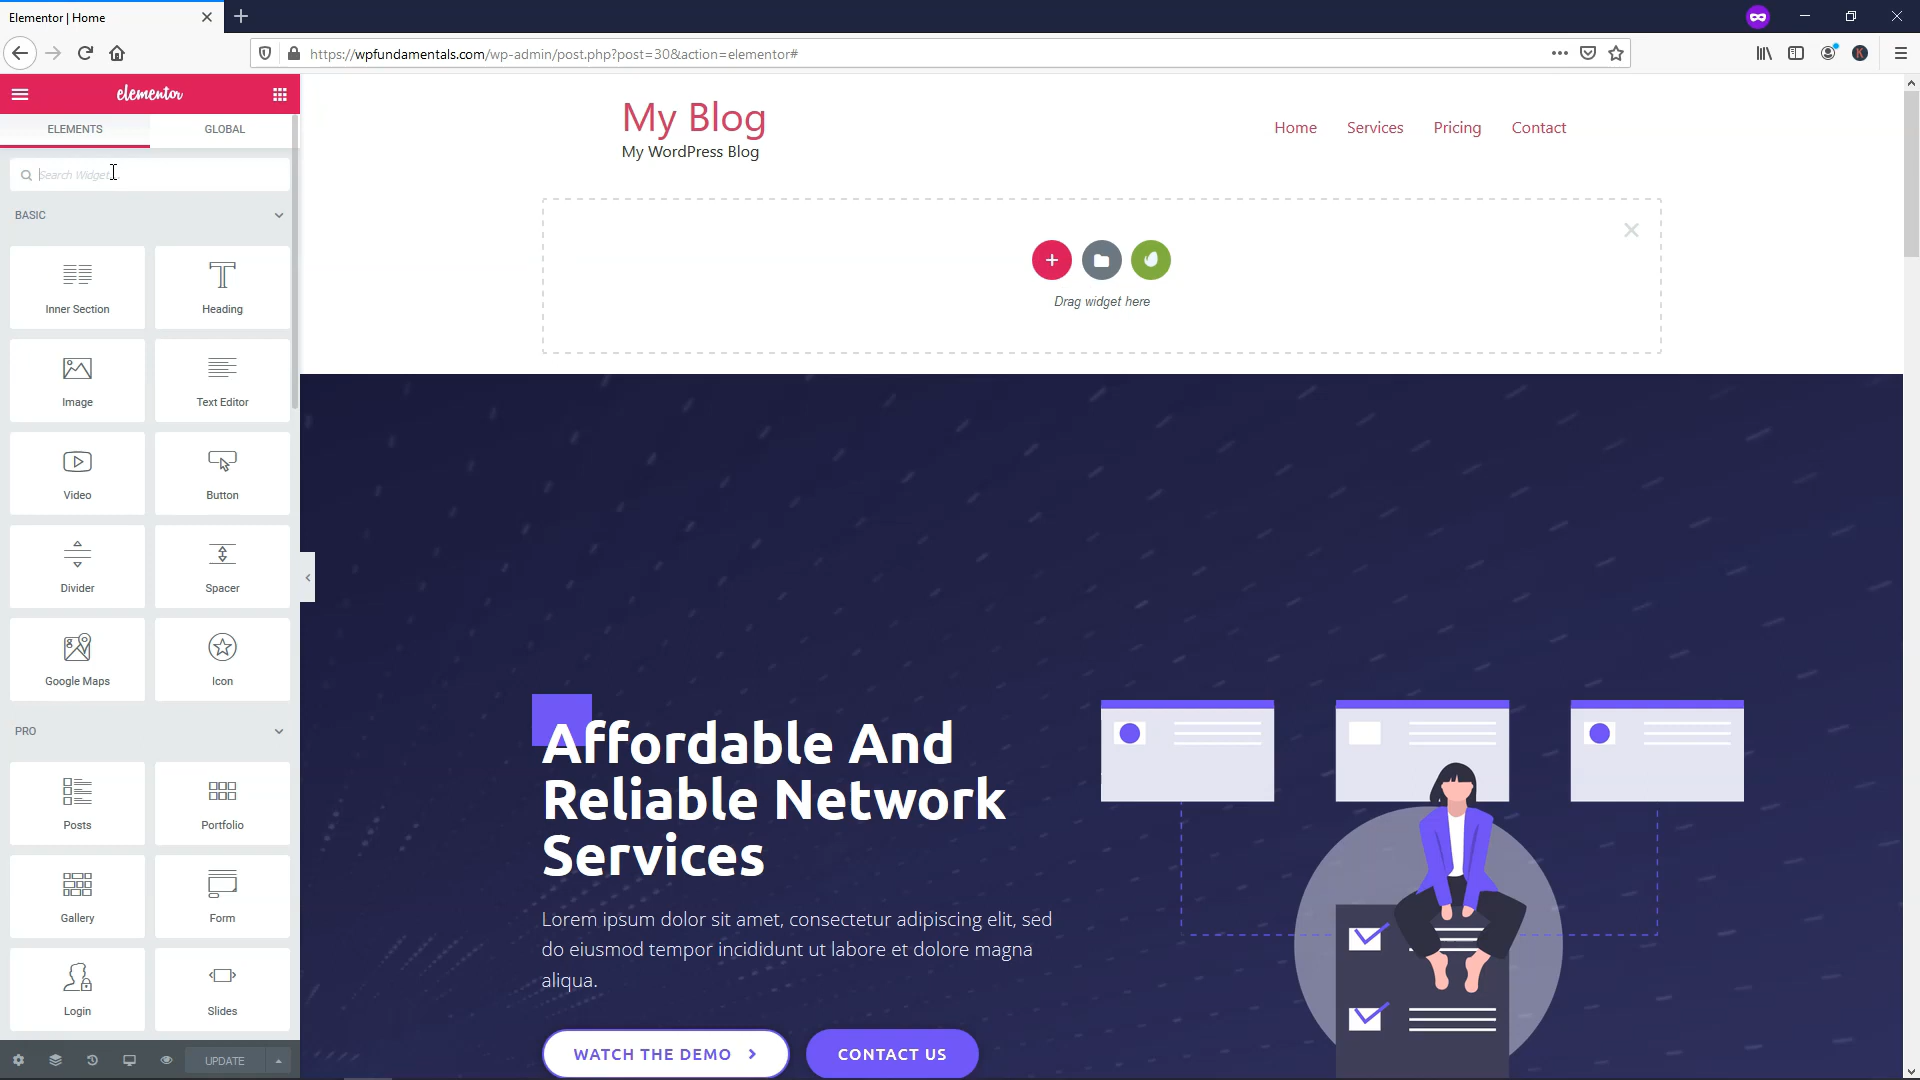 Elementor | Home
https://wpfundamentals.com/wp-admin/post.php?post=30&action=elementor#
elementor
ELEMENTS
GLOBAL
Search Widget...
BASIC
Inner Section
Heading
Image
Text Editor
Video
Button
Divider
Spacer
Google Maps
Icon
PRO
Posts
Portfolio
Gallery
Form
Login
Slides
UPDATE
My Blog
My WordPress Blog
Home
Services
Pricing
Contact
Drag widget here
Affordable And
Reliable Network
Services
Lorem ipsum dolor sit amet, consectetur adipiscing elit, sed
do eiusmod tempor incididunt ut labore et dolore magna
aliqua.
WATCH THE DEMO
CONTACT US